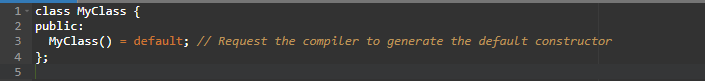 1 class MyClass {
2 public:
3   MyClass() = default; // Request the compiler to generate the default constructor
4 };
5